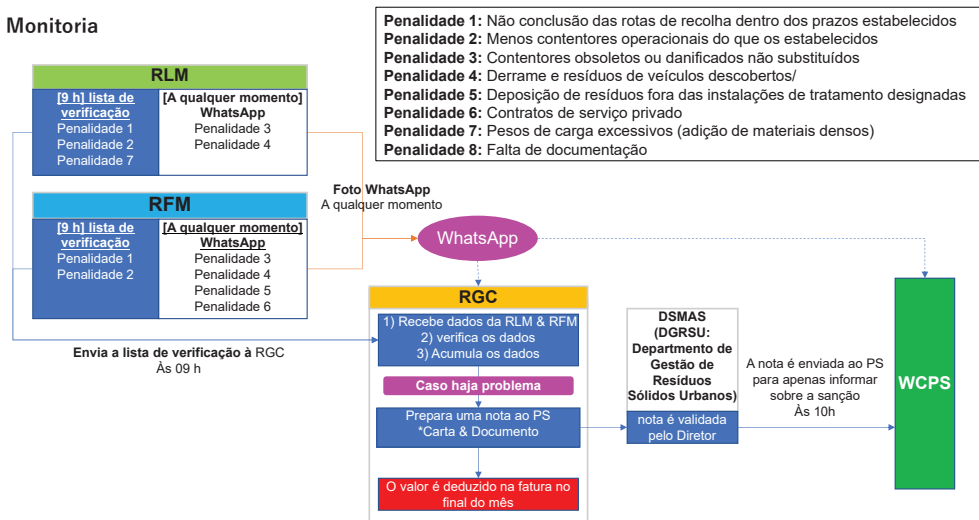 Monitoria
Penalidade 1: Não conclusão das rotas de recolha dentro dos prazos estabelecidos
Penalidade 2: Menos contentores operacionais do que os estabelecidos
Penalidade 3: Contentores obsoletos ou danificados não substituídos
Penalidade 4: Derrame e resíduos de veículos descobertos/
Penalidade 5: Deposição de resíduos fora das instalações de tratamento designadas
Penalidade 6: Contratos de serviço privado
Penalidade 7: Pesos de carga excessivos (adição de materiais densos)
Penalidade 8: Falta de documentação
RLM
[9 h] lista de
verificação
Penalidade 1
Penalidade 2
Penalidade 7
[A qualquer momento]
WhatsApp
Penalidade 3
Penalidade 4
RFM
[9 h] lista de
verificação
Penalidade 1
Penalidade 2
[A qualquer momento]
WhatsApp
Penalidade 3
Penalidade 4
Penalidade 5
Penalidade 6
Foto WhatsApp
A qualquer momento
WhatsApp
Envia a lista de verificação à RGC
Às 09 h
RGC
1) Recebe dados da RLM & RFM
2) verifica os dados
3) Acumula os dados
Caso haja problema
Prepara uma nota ao PS
*Carta & Documento
O valor é deduzido na fatura no
final do mês
DSMAS
(DGRSU:
Departmento de
Gestão de
Resíduos
Sólidos Urbanos)
nota é validada
pelo Diretor
A nota é enviada ao PS
para apenas informar
sobre a sanção
Às 10h
WCPS